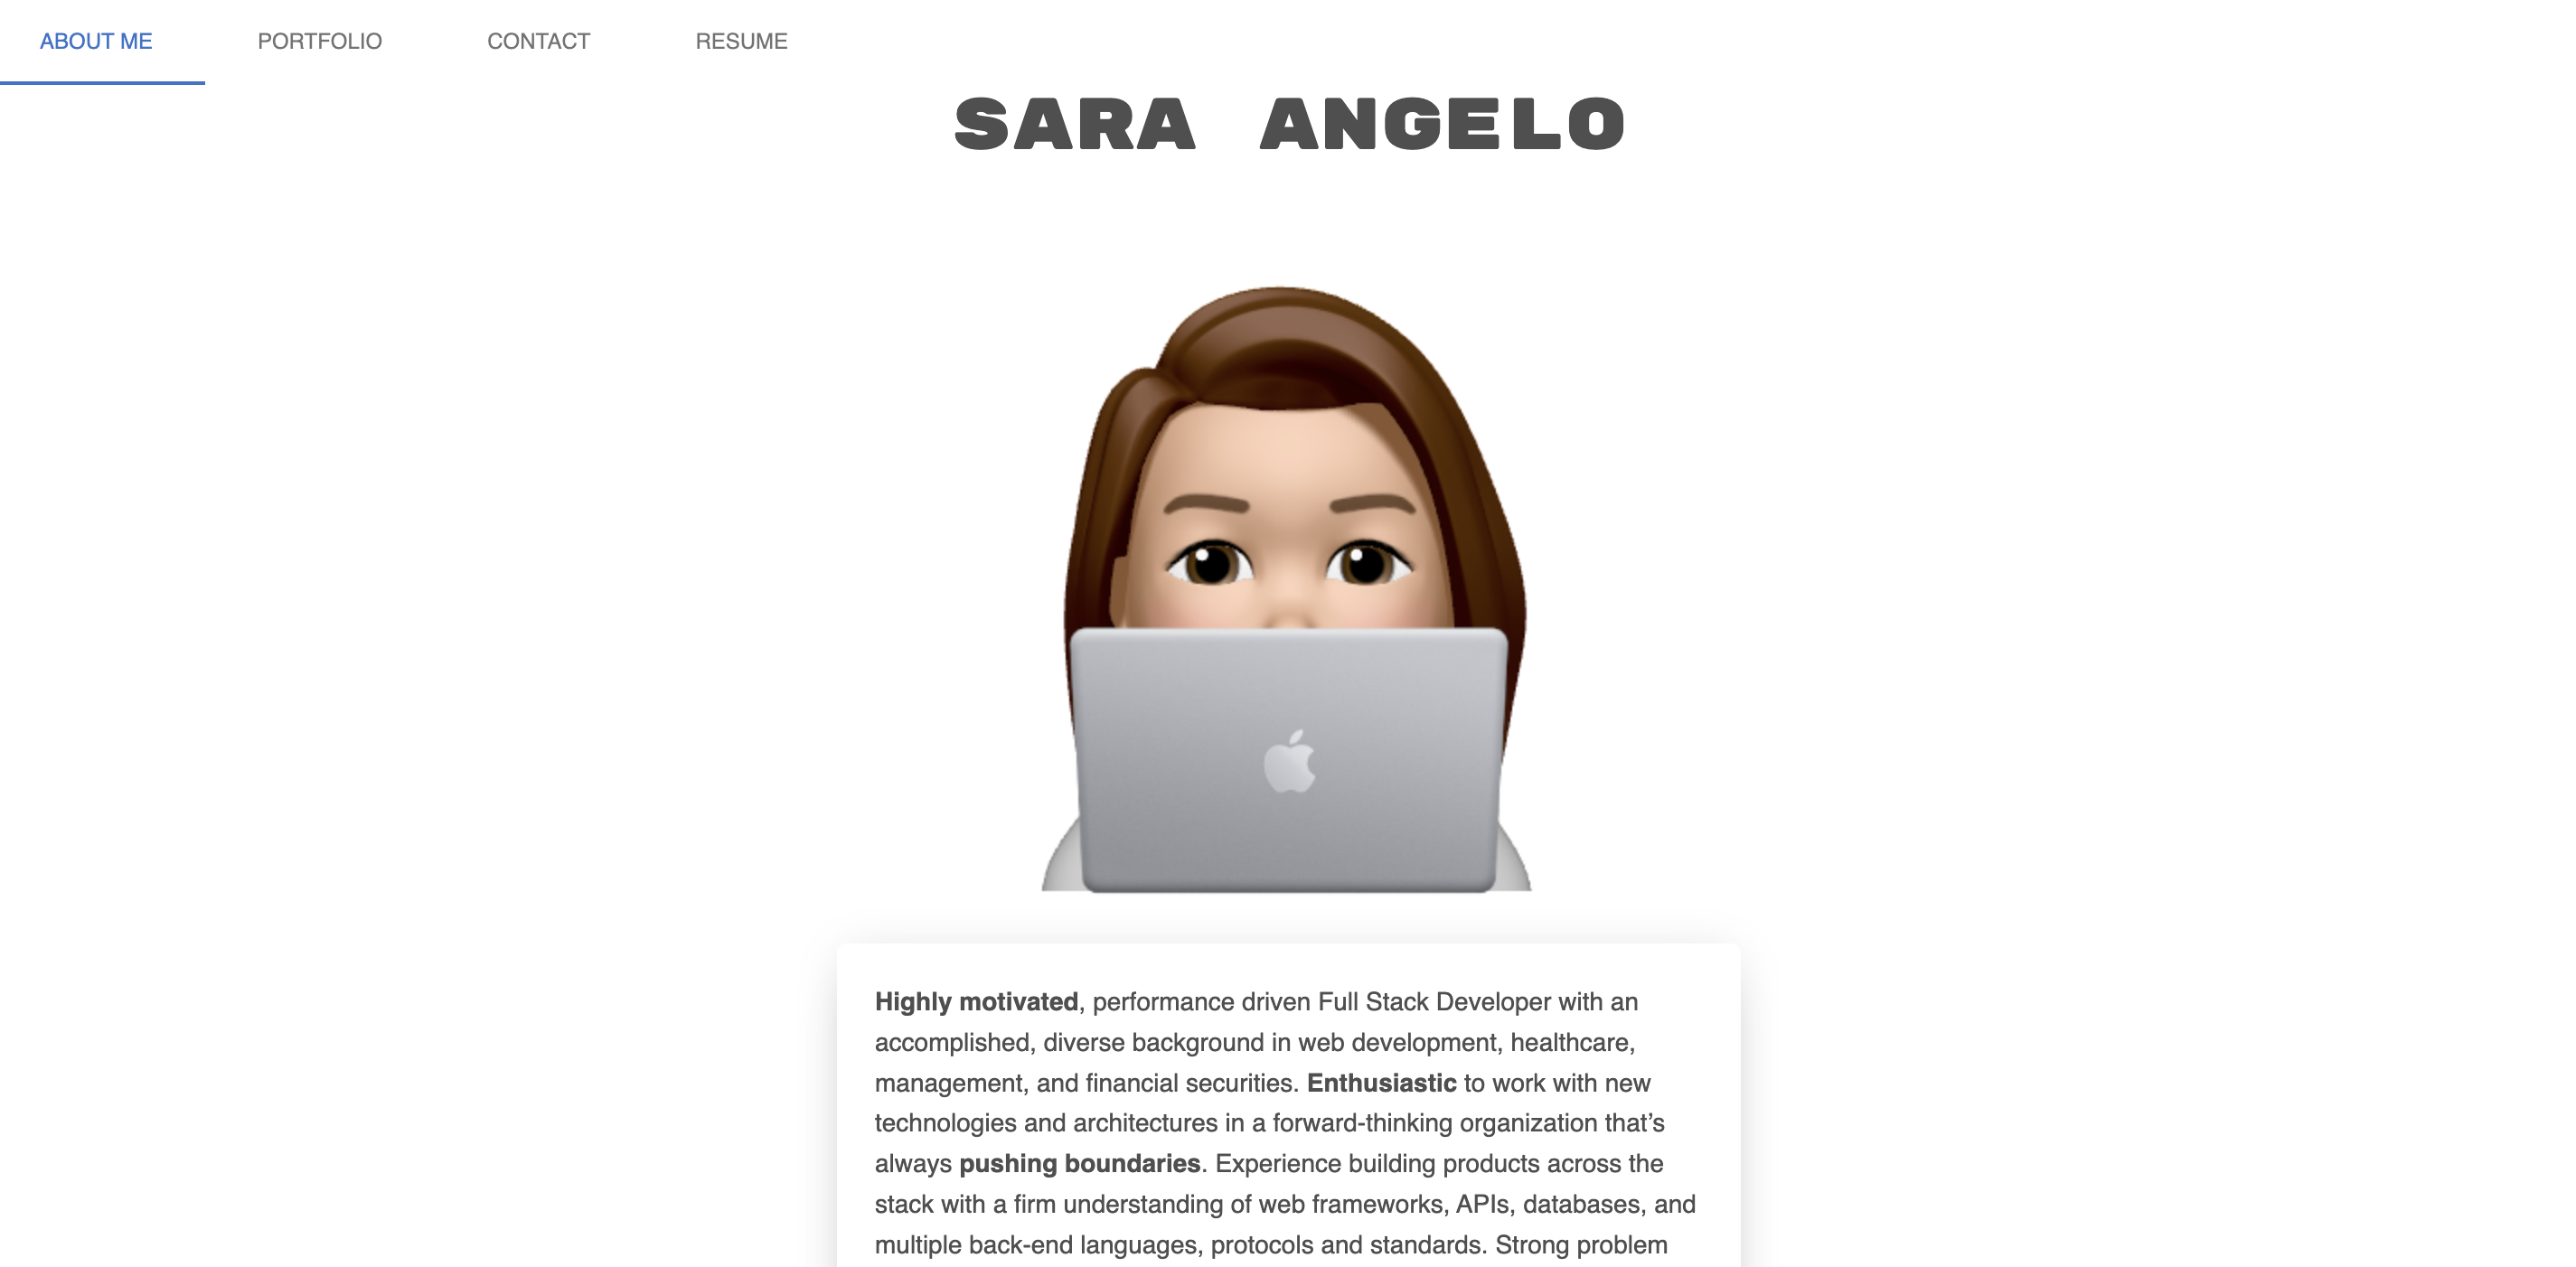 ABOUT ME PORTFOLIO CONTACT RESUME
SARA ANGELO
Highly motivated, performance driven Full Stack Developer with an
accomplished, diverse background in web development, healthcare,
management, and financial securities. Enthusiastic to work with new
technologies and architectures in a forward-thinking organization that’s
always pushing boundaries. Experience building products across the
stack with a firm understanding of web frameworks, APIs, databases, and
multiple back-end languages, protocols and standards. Strong problem